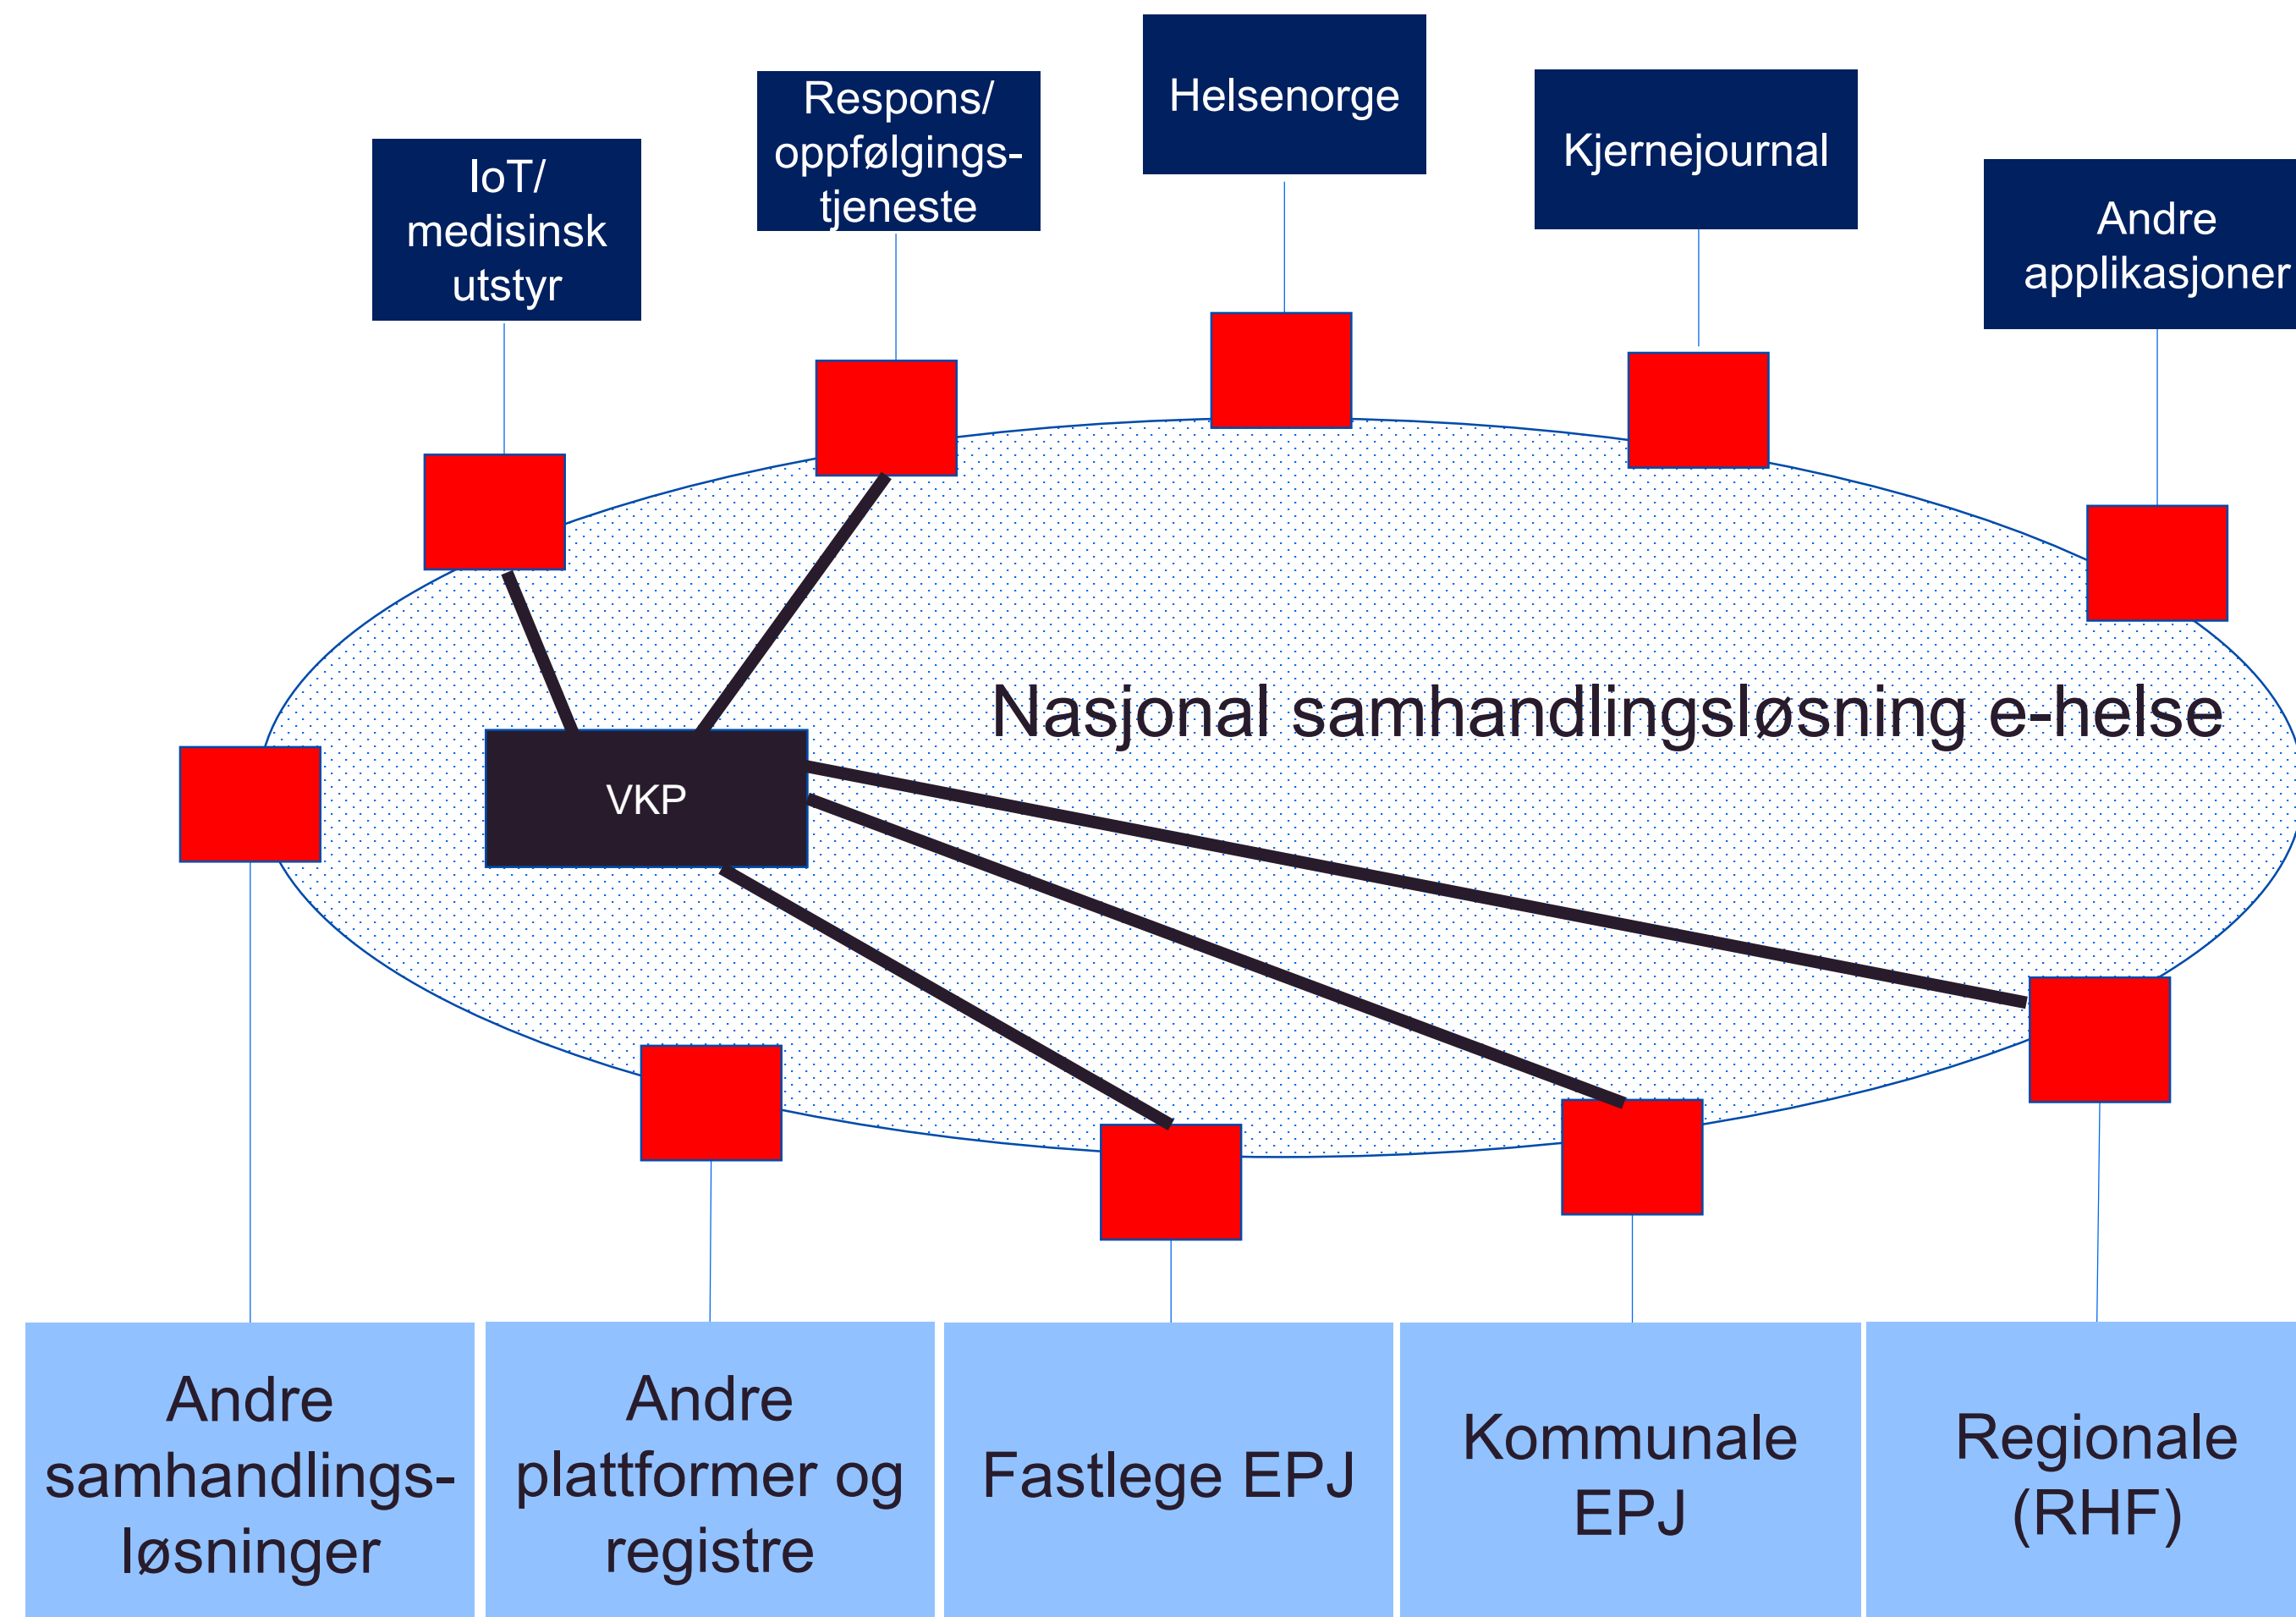 IoT/
medisinsk
utstyr
Respons/
oppfølgings-
tjeneste
Helsenorge
Kjernejournal
Andre
applikasjoner
Nasjonal samhandlingsløsning e-helse
VKP
Andre
samhandlings-
løsninger
Andre
plattformer og
registre
Fastlege EPJ
Kommunale
EPJ
Regionale
(RHF)